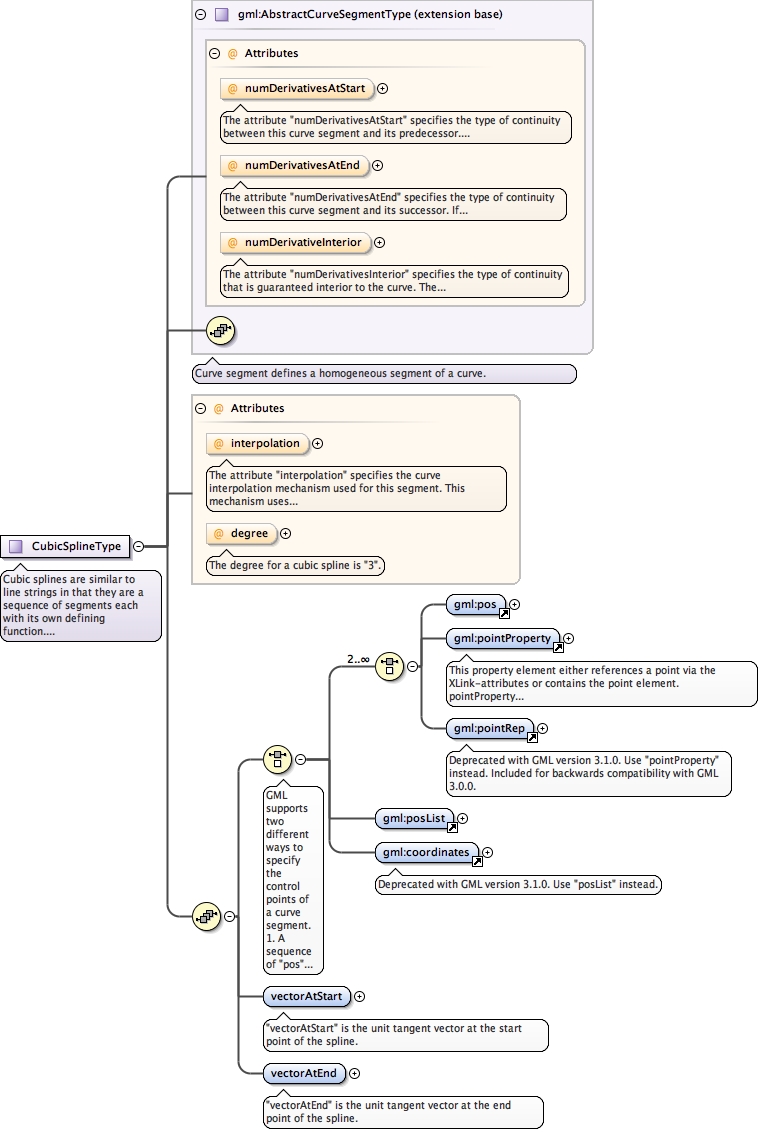 gml:AbstractCurveSegmentType (extension base)
@ Attributes
@ numDerivativesAtStart
The attribute "numDerivativesAtStart" specifies the type of continuity
between this curve segment and its predecessor....
@ numDerivativesAtEnd
The attribute "numDerivativesAtEnd" specifies the type of continuity
between this curve segment and its successor. If...
@ numDerivativeInterior
The attribute "numDerivativesInterior" specifies the type of continuity
that is guaranteed interior to the curve. The...
Curve segment defines a homogeneous segment of a curve.
@ Attributes
@ interpolation
The attribute "interpolation" specifies the curve
interpolation mechanism used for this segment. This
mechanism uses...
@ degree
The degree for a cubic spline is "3".
CubicSplineType
Cubic splines are similar to
line strings in that they are a
sequence of segments each
with its own defining
function....
gml:pos
gml:pointProperty
2..∞
This property element either references a point via the
XLink-attributes or contains the point element.
pointProperty...
gml:pointRep
Deprecated with GML version 3.1.0. Use "pointProperty"
instead. Included for backwards compatibility with GML
3.0.0.
GML
supports
two
different
ways to
specify
the
control
points of
a curve
segment.
1. A
sequence
of "pos"...
gml:posList
gml:coordinates
Deprecated with GML version 3.1.0. Use "posList" instead.
vectorAtStart
"vectorAtStart" is the unit tangent vector at the start
point of the spline.
vectorAtEnd
"vectorAtEnd" is the unit tangent vector at the end
point of the spline.